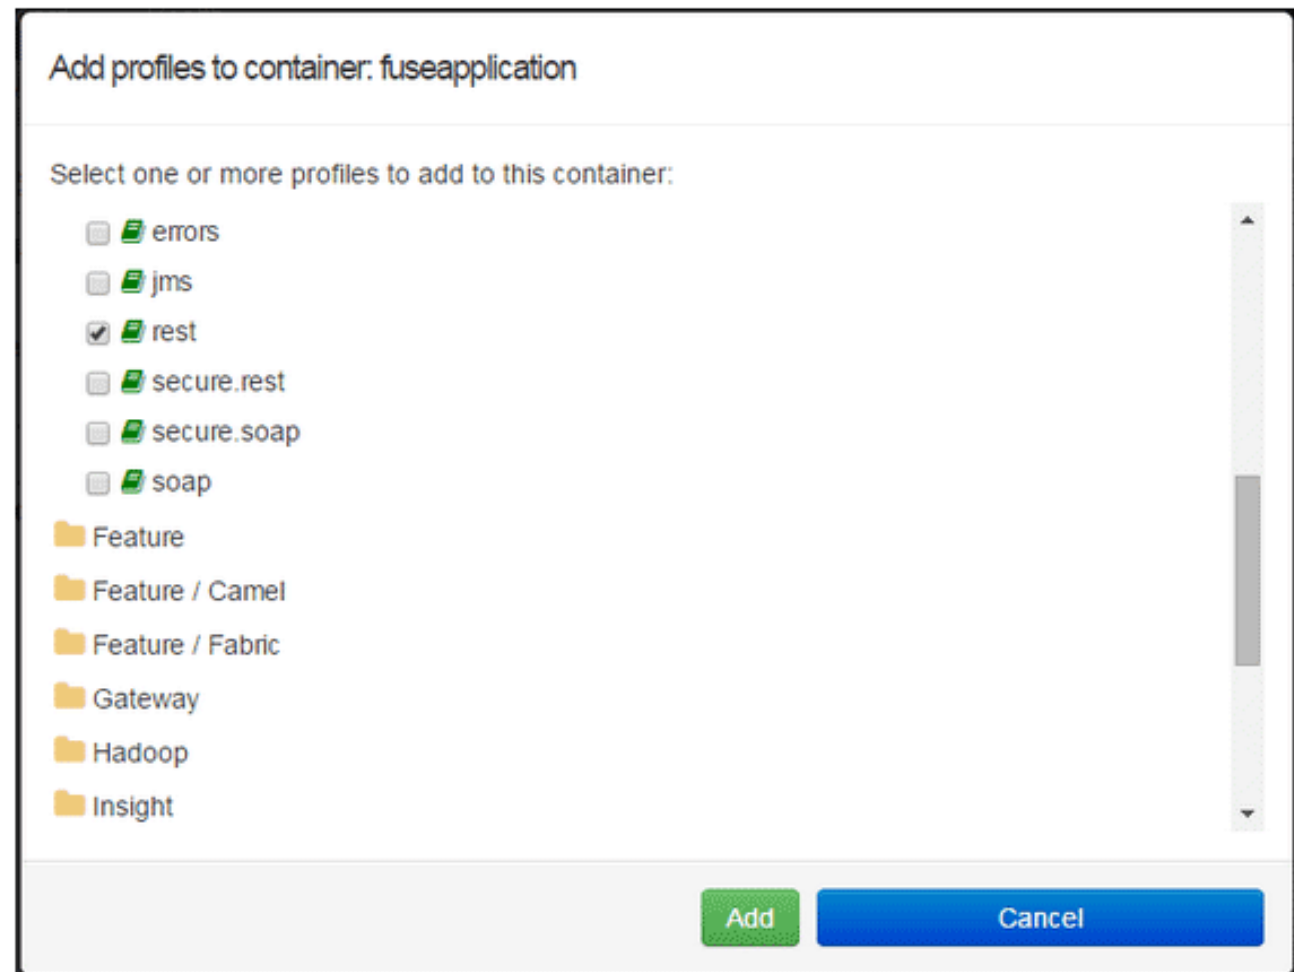 Add profiles to container: fuseapplication
Select one or more profiles to add to this container:
errors
jms
rest
secure.rest
secure.soap
soap
Feature
Feature / Camel
Feature / Fabric
Gateway
Hadoop
Insight
Add
Cancel